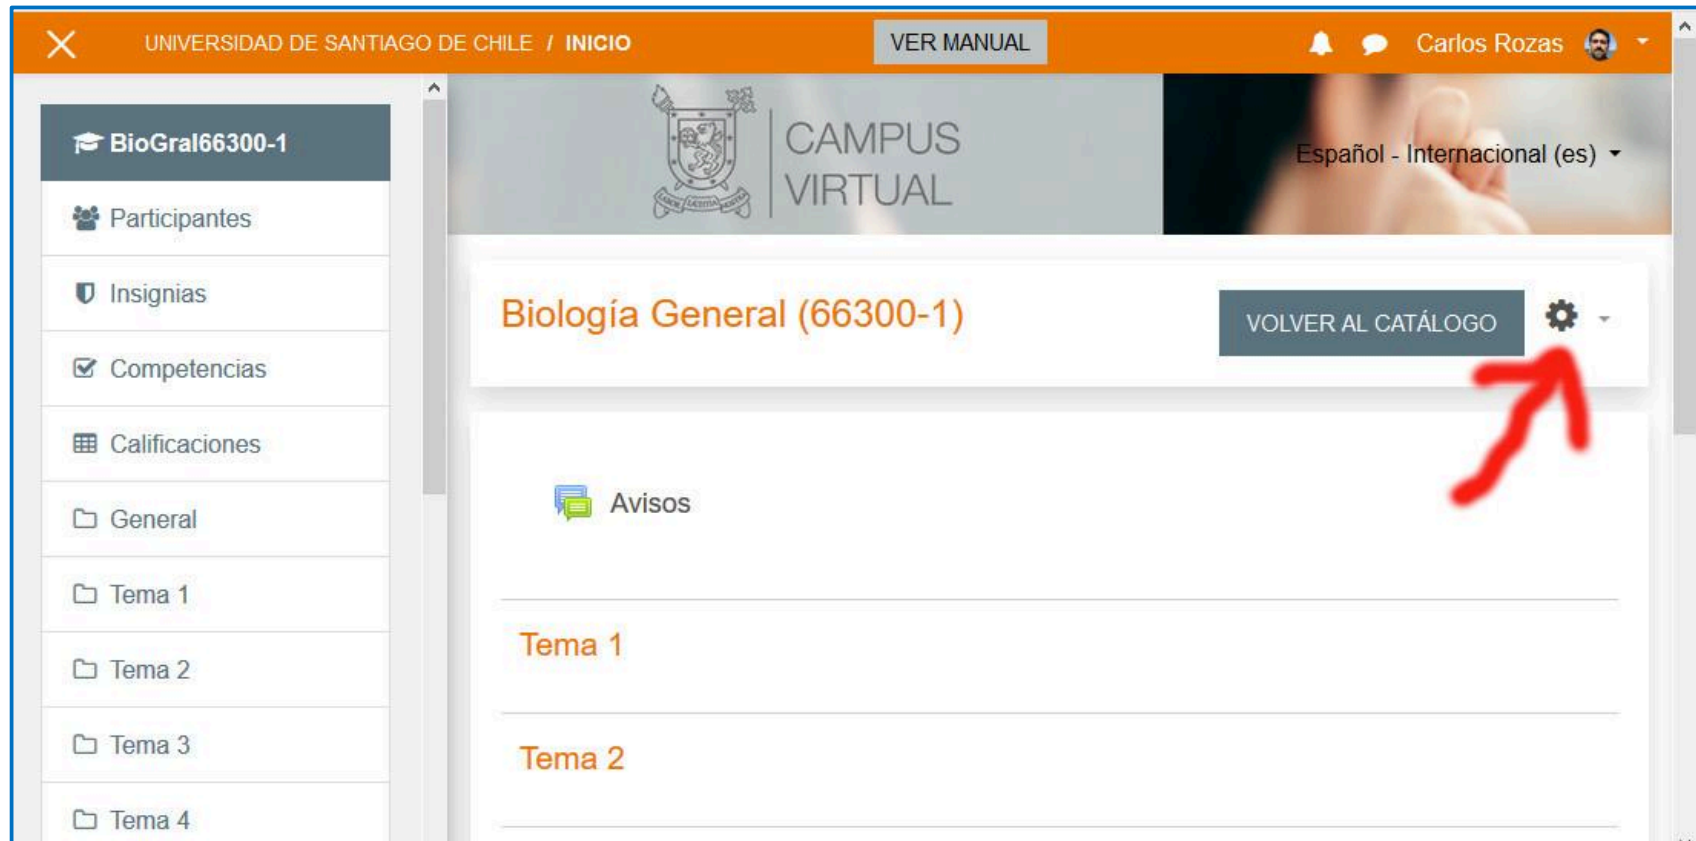 UNIVERSIDAD DE SANTIAGO DE CHILE / INICIO
VER MANUAL
Carlos Rozas
BioGral66300-1
Participantes
Insignias
Competencias
Calificaciones
General
Tema 1
Tema 2
Tema 3
Tema 4
CAMPUS
VIRTUAL
Español - Internacional (es)
Biología General (66300-1)
VOLVER AL CATÁLOGO
Avisos
Tema 1
Tema 2